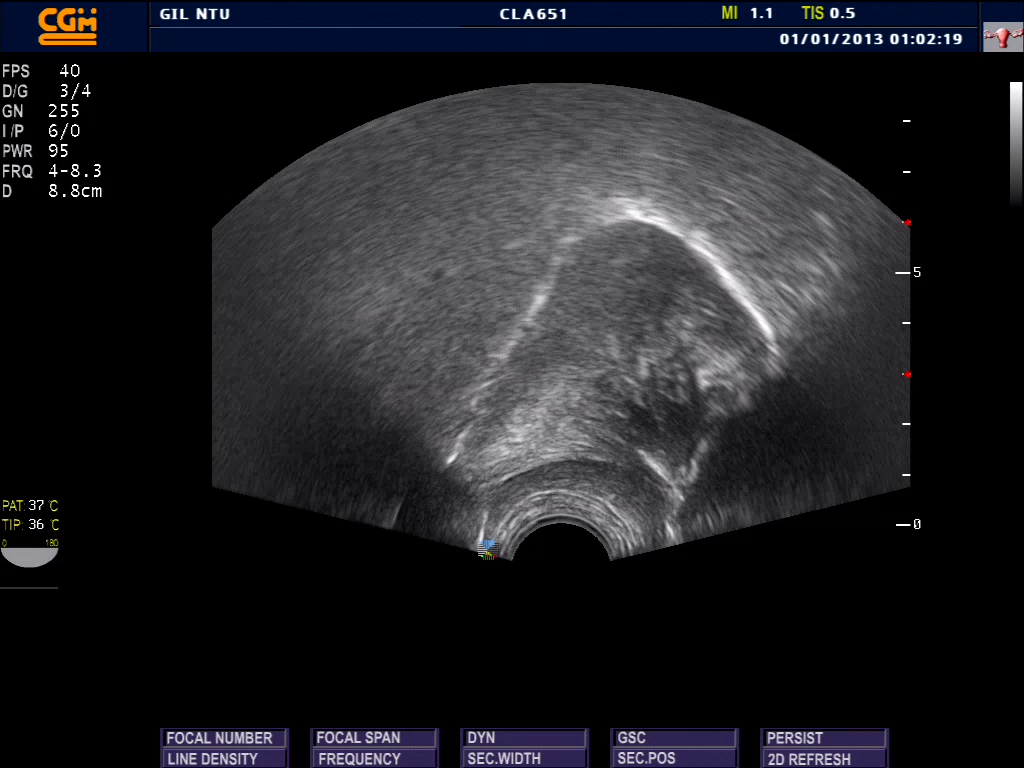 CGM
GIL NTU CLA651 MI 1.1 TIS 0.5
01/01/2013 01:02:19
FPS 40
D/G 3/4
GN 255
I/P 6/0
PWR 95
FRQ 4-8.3
D 8.8cm
5
PAT: 37 °C
TIP: 36 °C
0 180
0
FOCAL NUMBER FOCAL SPAN DYN GSC PERSIST
LINE DENSITY FREQUENCY SEC.WIDTH SEC.POS 2D REFRESH